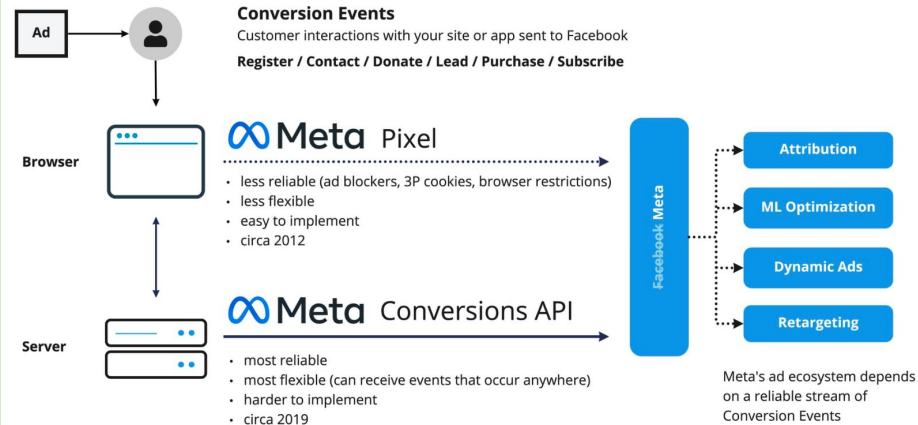 Ad
Conversion Events
Customer interactions with your site or app sent to Facebook
Register / Contact / Donate / Lead / Purchase / Subscribe
Browser
Meta Pixel
• less reliable (ad blockers, 3P cookies, browser restrictions)
• less flexible
• easy to implement
• circa 2012
Server
Meta Conversions API
• most reliable
• most flexible (can receive events that occur anywhere)
• harder to implement
• circa 2019
Facebook Meta
Attribution
ML Optimization
Dynamic Ads
Retargeting
Meta's ad ecosystem depends
on a reliable stream of
Conversion Events